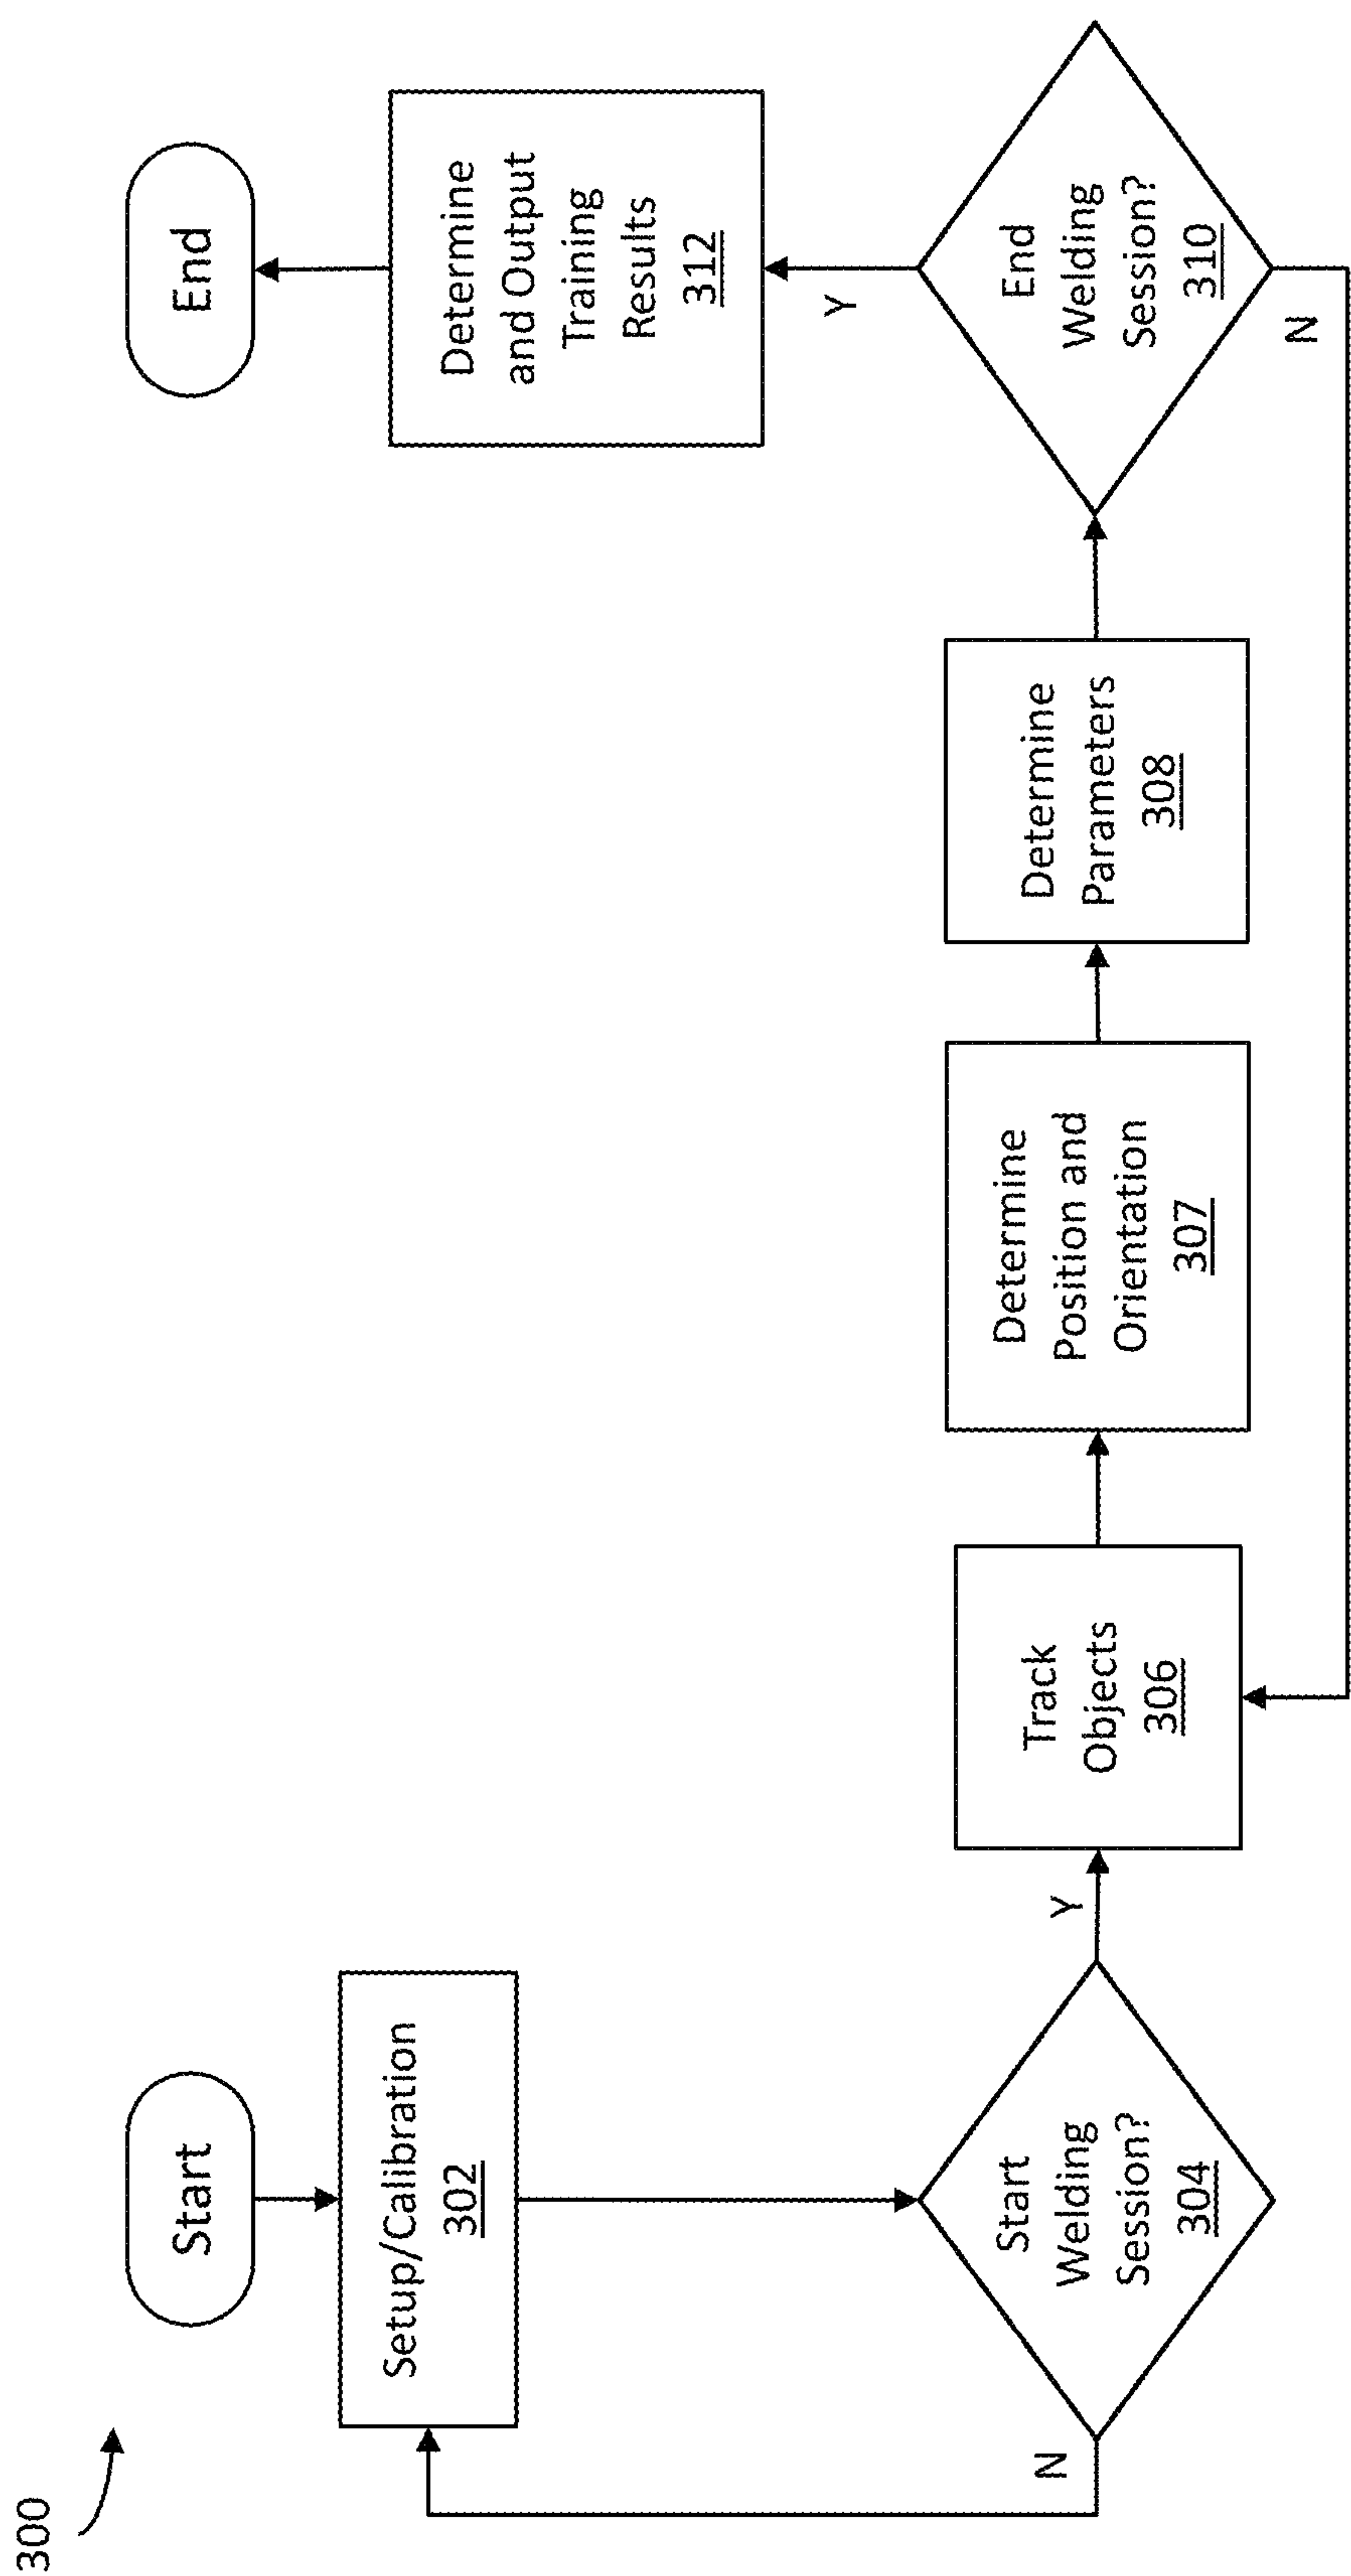 300
Start
Setup/Calibration
302
N
Start
Welding
Session?
304
Y
Track
Objects
306
Determine
Position and
Orientation
307
Determine
Parameters
308
End
Welding
Session?
310
N
Y
Determine
and Output
Training
Results
312
End